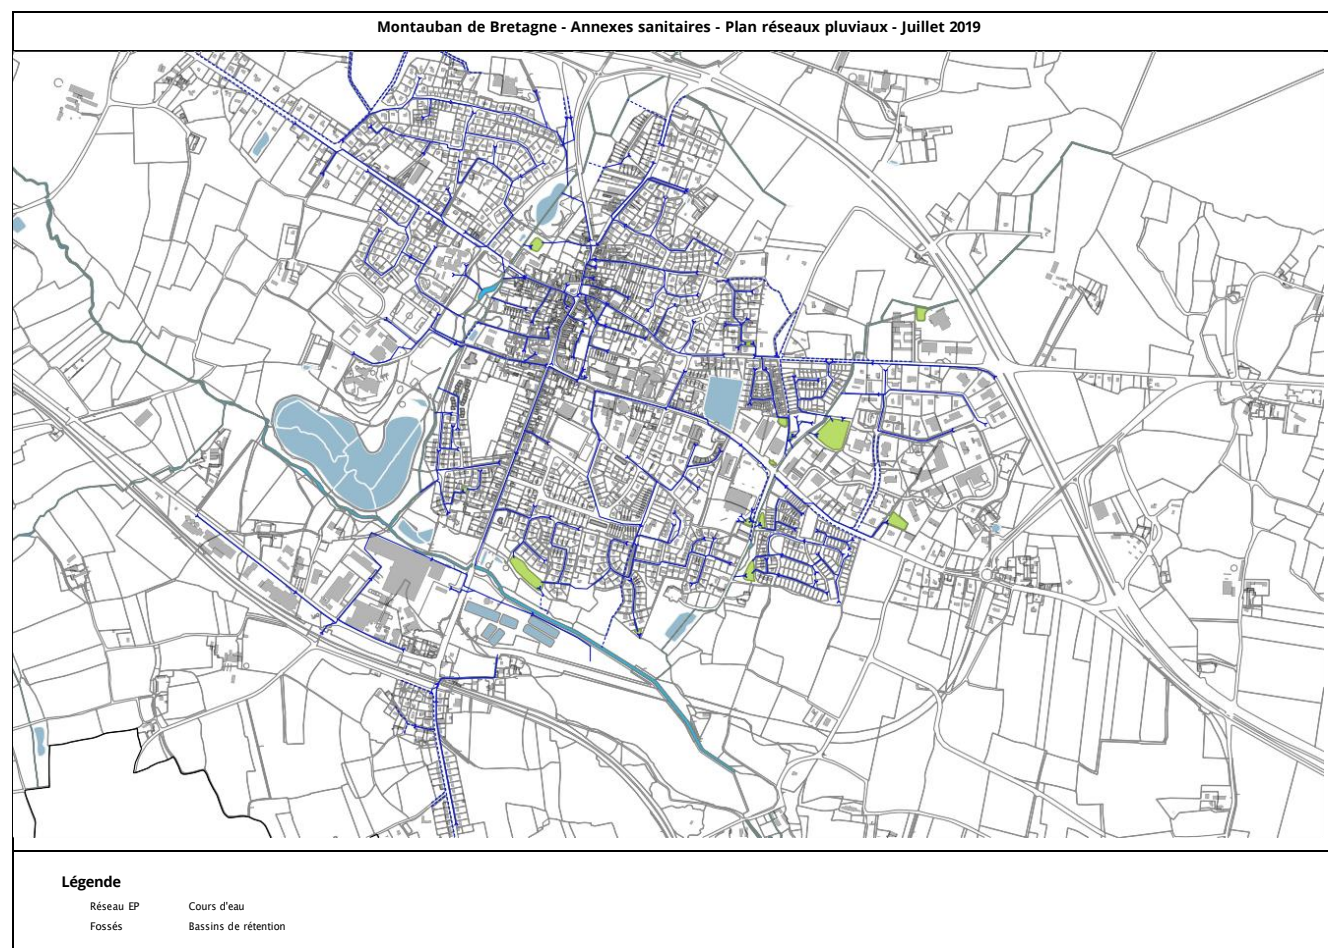 Montauban de Bretagne - Annexes sanitaires - Plan réseaux pluviaux - Juillet 2019
Légende
Réseau EP Cours d'eau
Fossés Bassins de rétention